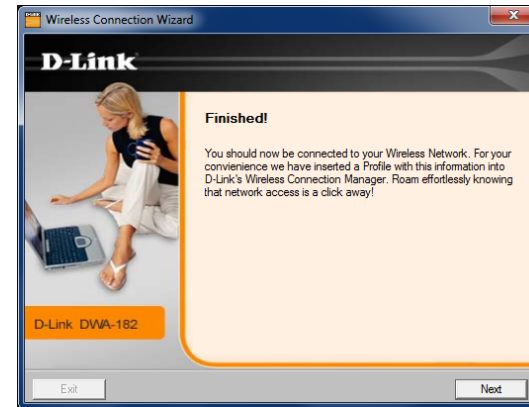 Wireless Connection Wizard
D-Link
Finished!
You should now be connected to your Wireless Network. For your
convienience we have inserted a Profile with this information into
D-Link's Wireless Connection Manager. Roam effortlessly knowing
that network access is a click away!
D-Link DWA-182
Exit
Next